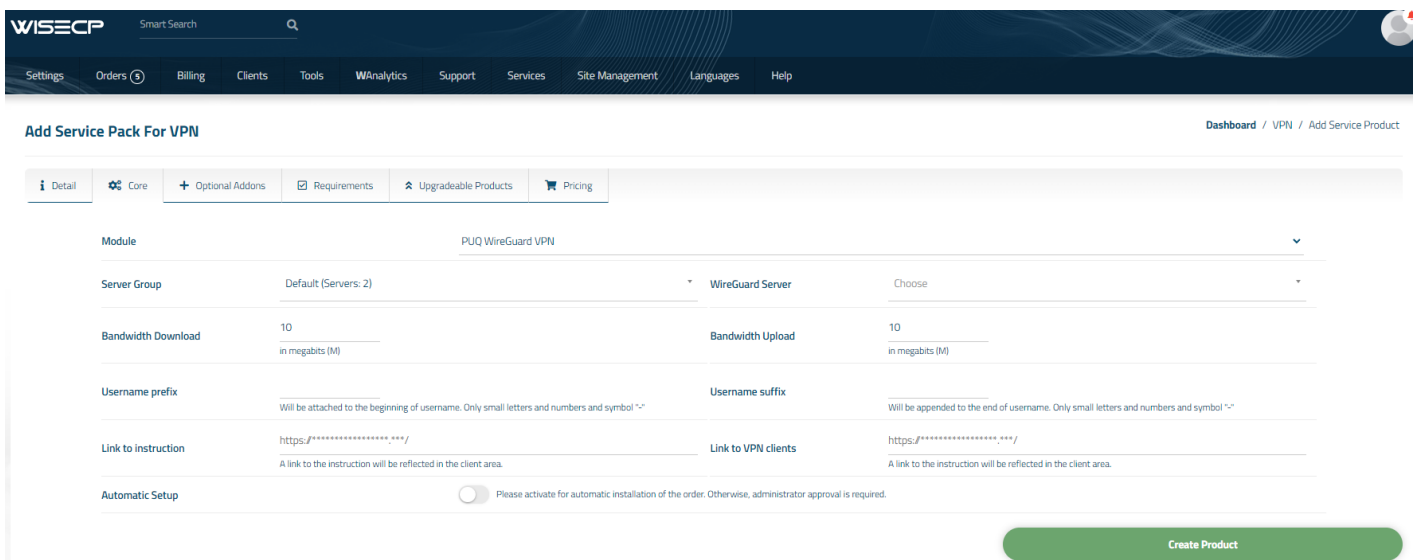 WISECP
Smart Search
Settings Orders 5 Billing Clients Tools WAnalytics Support Services Site Management Languages Help
Add Service Pack For VPN
Dashboard / VPN / Add Service Product
Detail Core Optional Addons Requirements Upgradeable Products Pricing
Module PUQ WireGuard VPN
Server Group Default (Servers: 2) WireGuard Server Choose
Bandwidth Download 10 Bandwidth Upload 10
in megabits (M) in megabits (M)
Username prefix Username suffix
Will be attached to the beginning of username. Only small letters and numbers and symbol "-" Will be appended to the end of username. Only small letters and numbers and symbol "-"
Link to instruction https://*****************.***/ Link to VPN clients https://*****************.***/
A link to the instruction will be reflected in the client area. A link to the instruction will be reflected in the client area.
Automatic Setup Please activate for automatic installation of the order. Otherwise, administrator approval is required.
Create Product